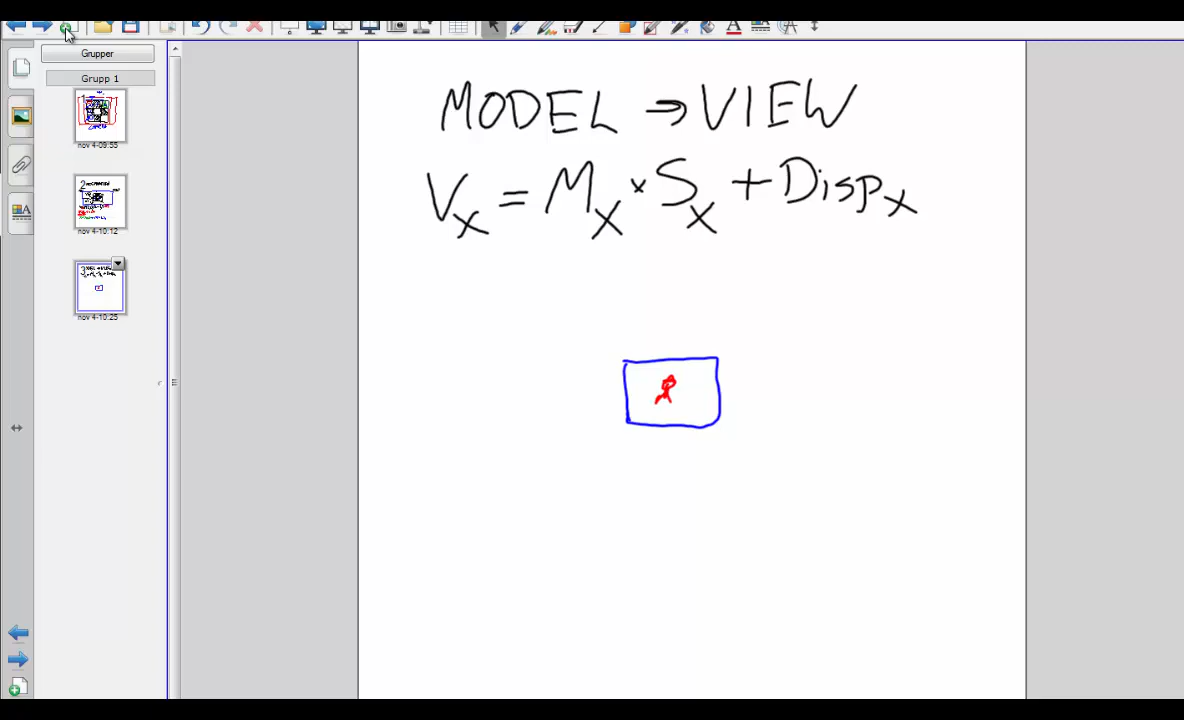 Grupper
Grupp 1
nov 4-09:55
nov 4-10:12
nov 4-10:25
MODEL ⇒ VIEW
Vx = Mx × Sx + Dispx